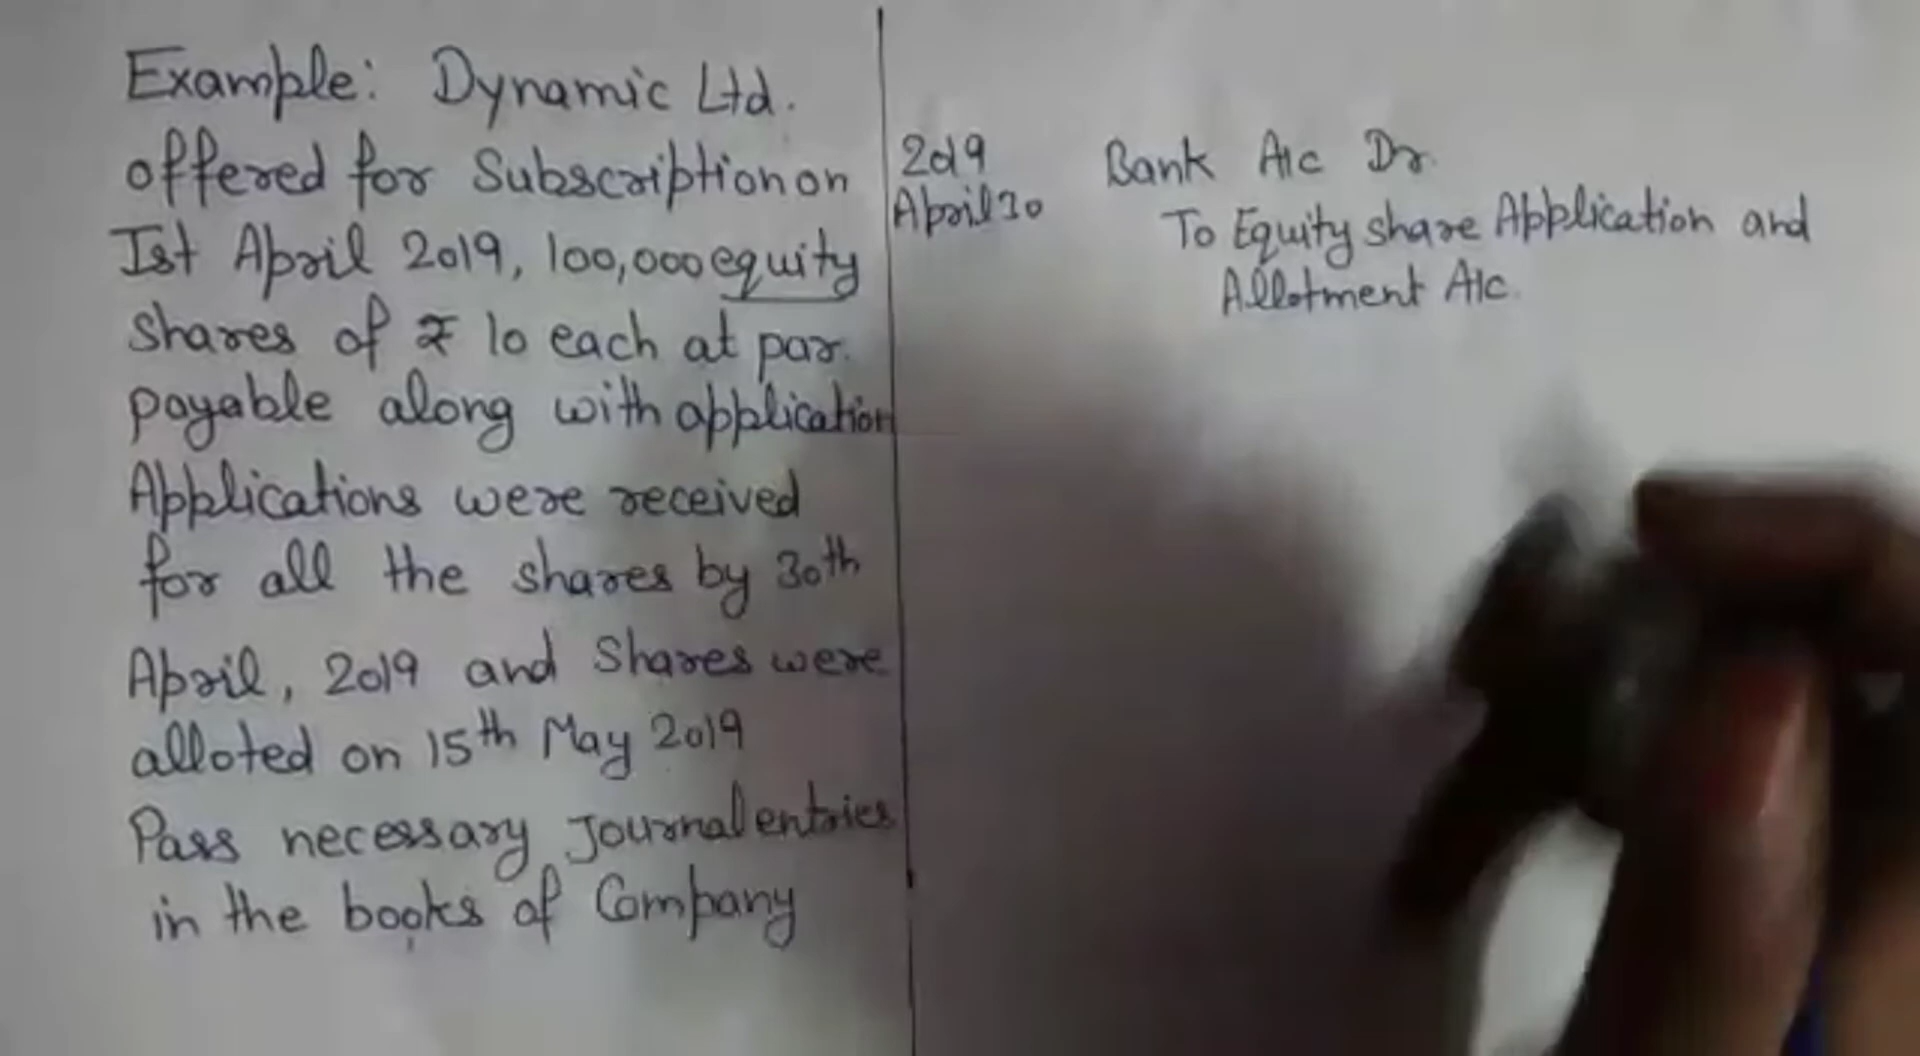 Example: Dynamic Ltd.
offered for Subscription on
Ist April 2019, 100,000 equity
Shares of ₹ 10 each at par.
payable along with application
Applications were received
for all the shares by 30th
April, 2019 and Shares were
alloted on 15th May 2019
Pass necessary Journal entries
in the books of Company
2019
April 30
Bank A/c Dr.
To Equity share Application and
Allotment A/c.